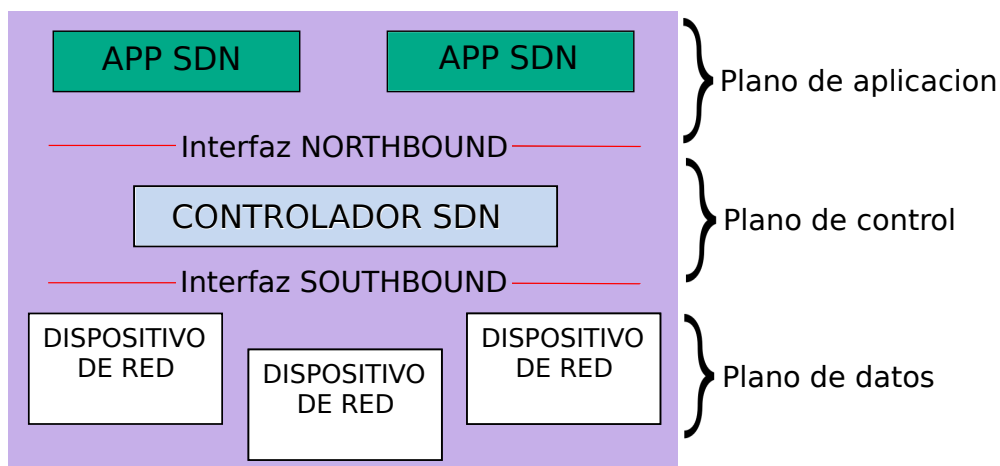 APP SDN
APP SDN
Plano de aplicacion
Interfaz NORTHBOUND
CONTROLADOR SDN
Plano de control
Interfaz SOUTHBOUND
DISPOSITIVO
DE RED
DISPOSITIVO
DE RED
DISPOSITIVO
DE RED
Plano de datos